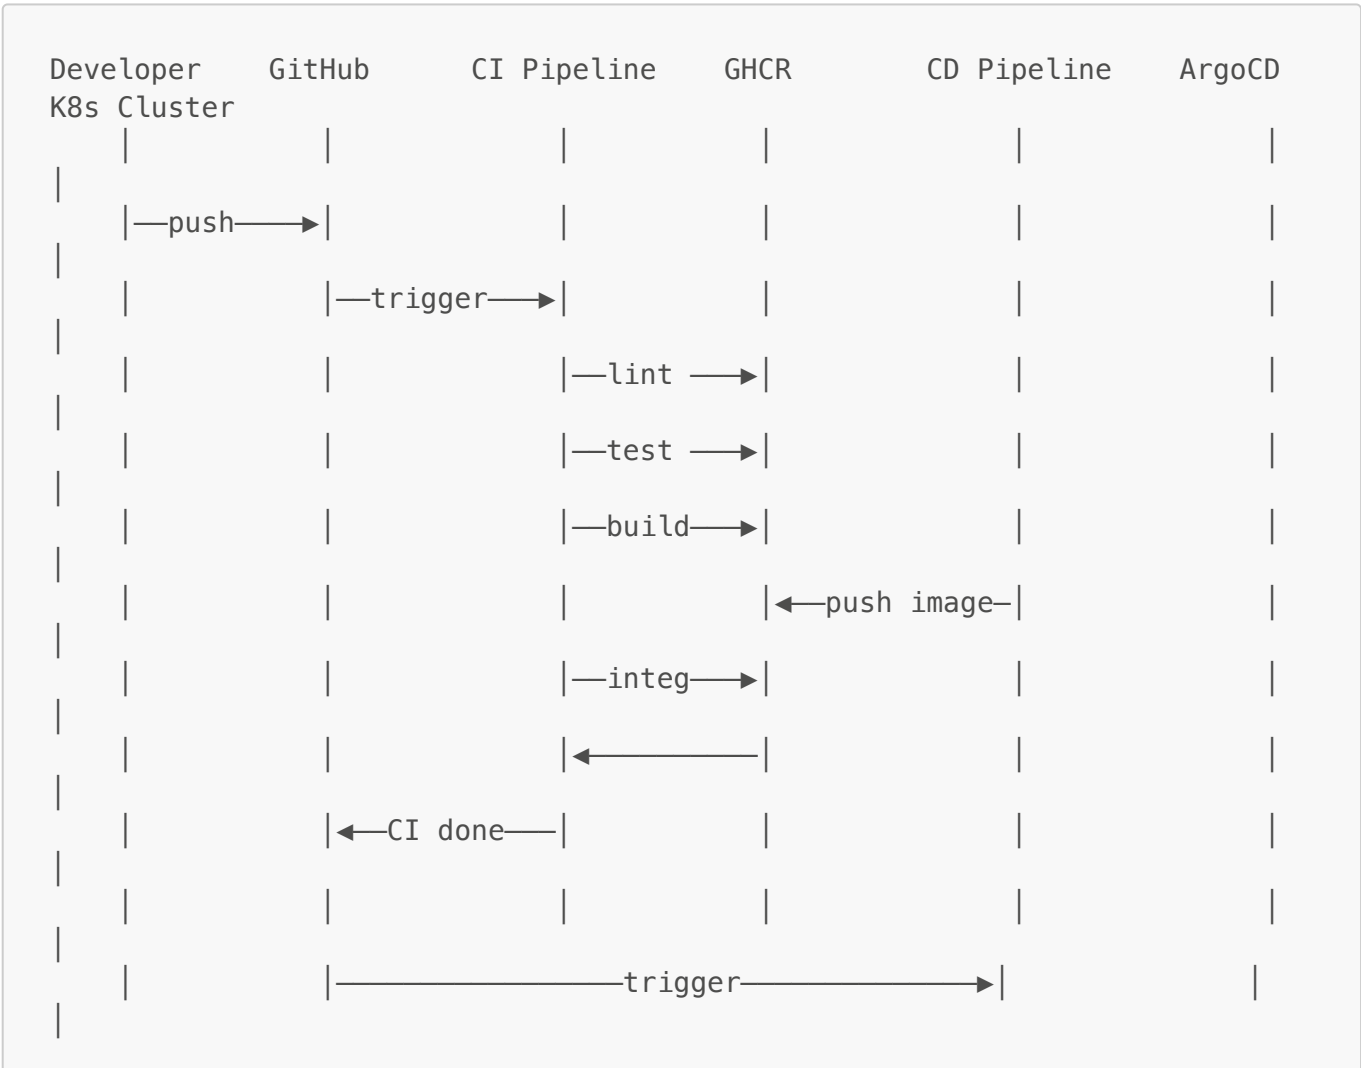 Developer    GitHub      CI Pipeline    GHCR        CD Pipeline    ArgoCD
K8s Cluster
    |           |             |           |              |              |
|
    |——push————▶|             |           |              |              |
|
    |           |——trigger———▶|           |              |              |
|
    |           |             |——lint ———▶|              |              |
|
    |           |             |——test ———▶|              |              |
|
    |           |             |——build———▶|              |              |
|
    |           |             |           |◀——push image—|              |
|
    |           |             |——integ———▶|              |              |
|
    |           |             |◀——————————|              |              |
|
    |           |◀——CI done———|           |              |              |
|
    |           |             |           |              |              |
|
    |           |—————————————————trigger——————————————▶|              |
|